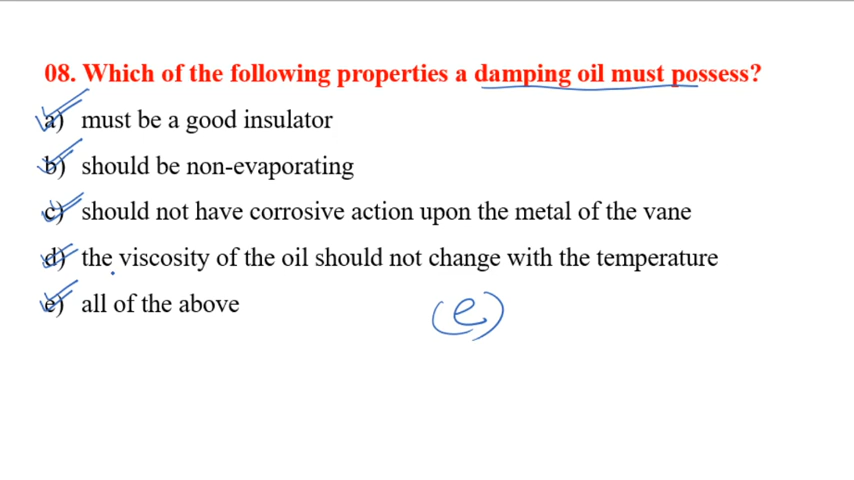 08. Which of the following properties a damping oil must possess?
a) must be a good insulator
b) should be non-evaporating
c) should not have corrosive action upon the metal of the vane
d) the viscosity of the oil should not change with the temperature
e) all of the above
(e)